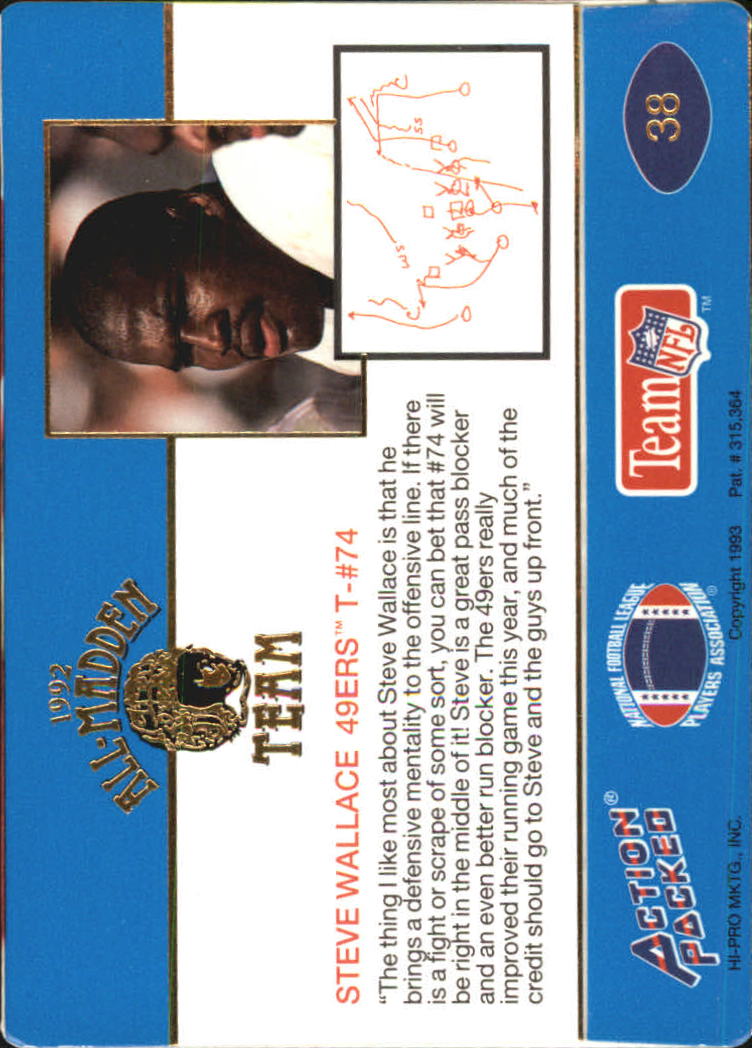 1992
ALL-MADDEN
TEAM
STEVE WALLACE 49ERS™ T-#74
“The thing I like most about Steve Wallace is that he
brings a defensive mentality to the offensive line. If there
is a fight or scrape of some sort, you can bet that #74 will
be right in the middle of it! Steve is a great pass blocker
and an even better run blocker. The 49ers really
improved their running game this year, and much of the
credit should go to Steve and the guys up front.”
SS
C
SM
C
ACTION
PACKED®
NATIONAL FOOTBALL LEAGUE
PLAYERS ASSOCIATION®
Team NFL™
38
HI-PRO MKTG., INC. Copyright 1993 Pat. # 315,364